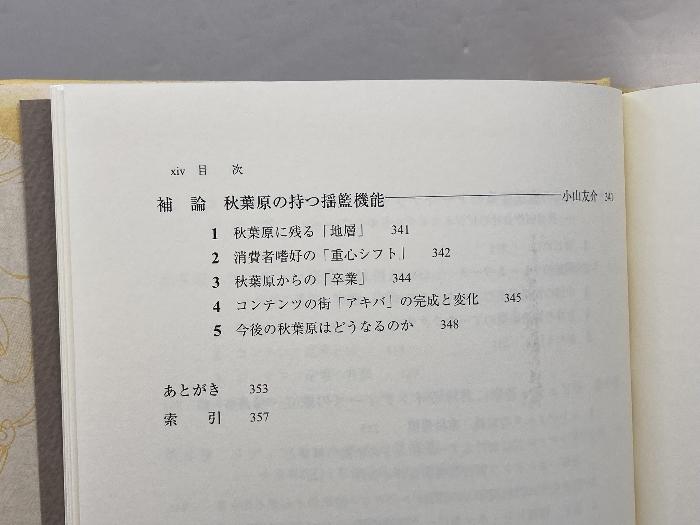 xiv 目 次
補 論 秋葉原の持つ揺籃機能――小山友介 341
1 秋葉原に残る「地層」 341
2 消費者嗜好の「重心シフト」 342
3 秋葉原からの「卒業」 344
4 コンテンツの街「アキバ」の完成と変化 345
5 今後の秋葉原はどうなるのか 348
あとがき 353
索 引 357